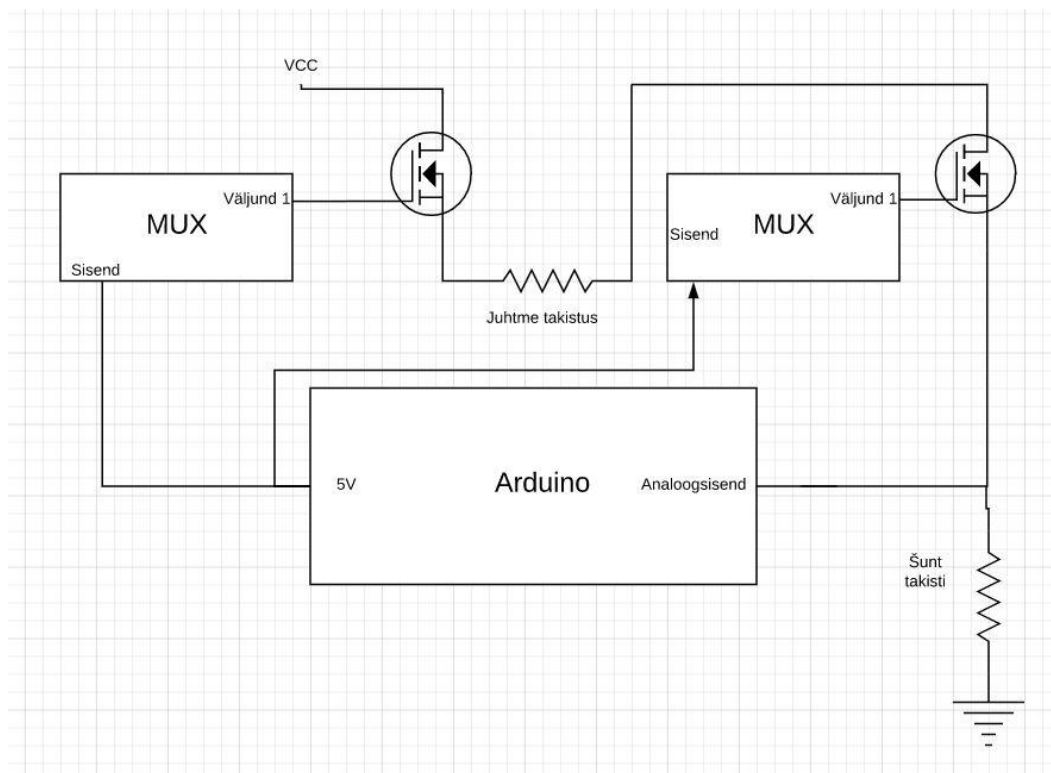 VCC
Väljund 1
MUX
Sisend
Väljund 1
Sisend
MUX
Juhtme takistus
5V
Arduino
Analoogsisend
Šunt
takisti